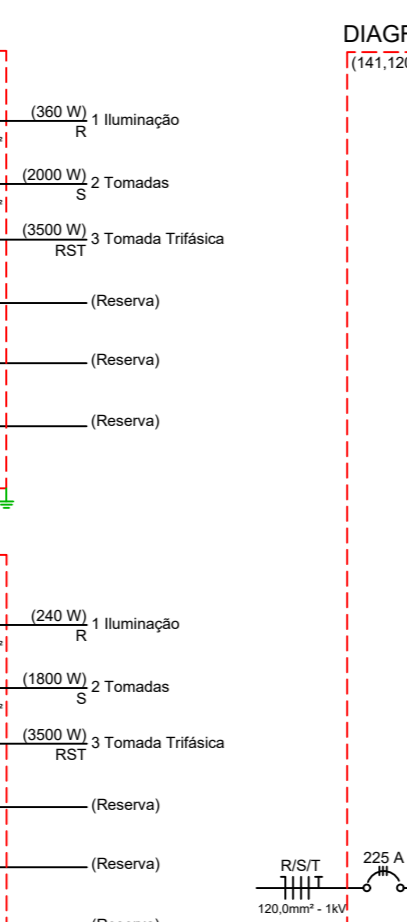 DIAGR
(141,120
(360 W)
R
1 Iluminação
(2000 W)
S
2 Tomadas
(3500 W)
RST
3 Tomada Trifásica
(Reserva)
(Reserva)
(Reserva)
(240 W)
R
1 Iluminação
(1800 W)
S
2 Tomadas
(3500 W)
RST
3 Tomada Trifásica
(Reserva)
(Reserva)
R/S/T
225 A
120,0mm² - 1kV